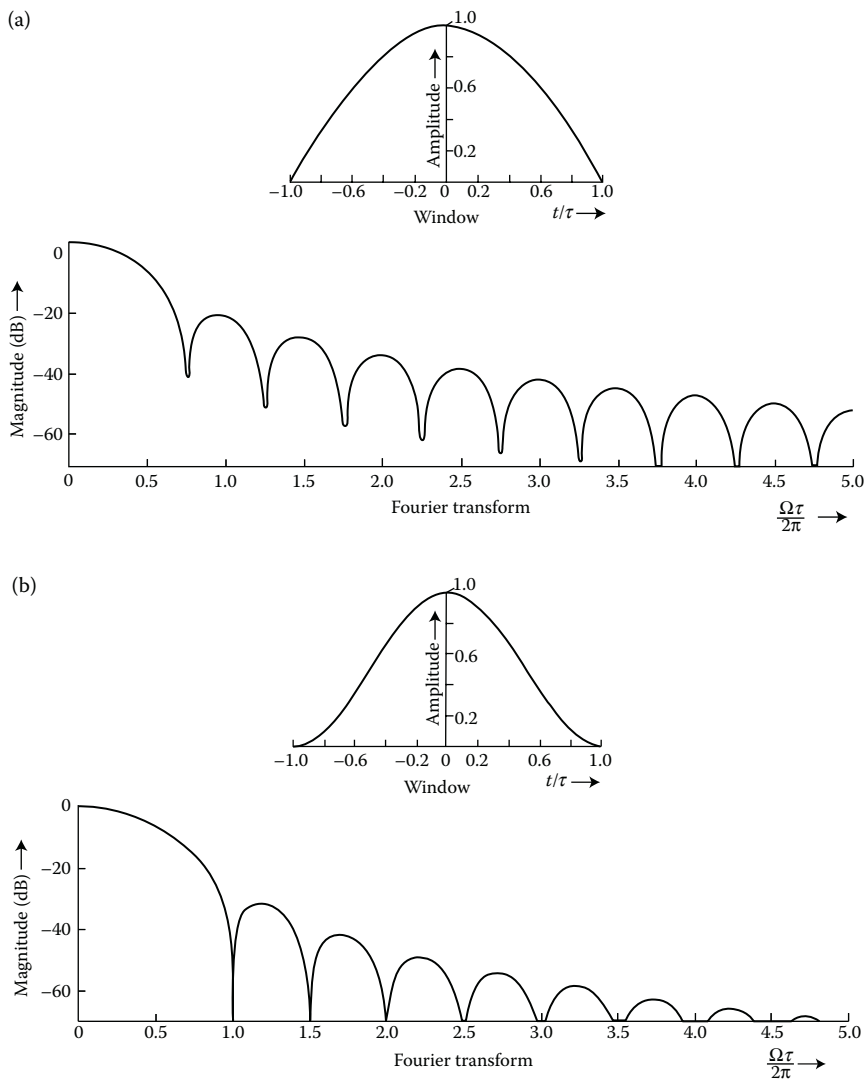 (a)
1.0
Amplitude
0.6
0.2
−1.0 −0.6 −0.2 0 0.2 0.6 1.0
Window t/τ
0
−20
−40
−60
Magnitude (dB)
0 0.5 1.0 1.5 2.0 2.5 3.0 3.5 4.0 4.5 5.0
Fourier transform Ωτ/2π
(b)
1.0
Amplitude
0.6
0.2
−1.0 −0.6 −0.2 0 0.2 0.6 1.0
Window t/τ
0
−20
−40
−60
Magnitude (dB)
0 0.5 1.0 1.5 2.0 2.5 3.0 3.5 4.0 4.5 5.0
Fourier transform Ωτ/2π